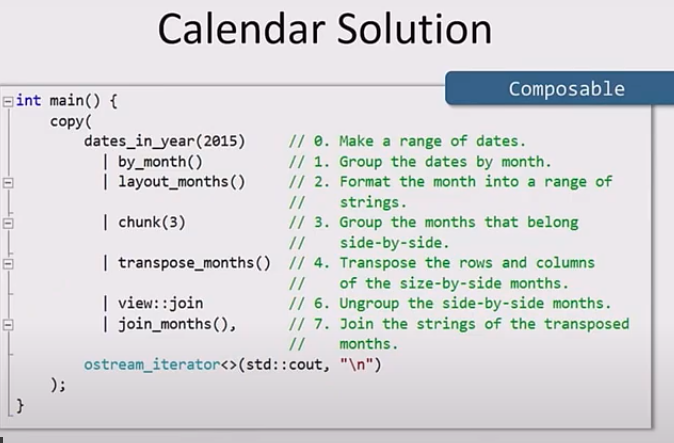 Calendar Solution
Composable
int main() {
copy(
dates_in_year(2015) // 0. Make a range of dates.
| by_month() // 1. Group the dates by month.
| layout_months() // 2. Format the month into a range of
// strings.
| chunk(3) // 3. Group the months that belong
// side-by-side.
| transpose_months() // 4. Transpose the rows and columns
// of the size-by-side months.
| view::join // 6. Ungroup the side-by-side months.
| join_months(), // 7. Join the strings of the transposed
// months.
ostream_iterator<>(std::cout, "\n")
);
}